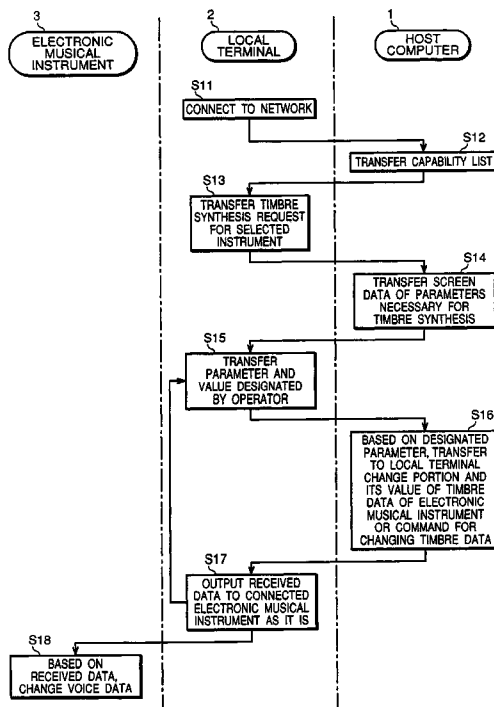 3
ELECTRONIC
MUSICAL
INSTRUMENT
2
LOCAL
TERMINAL
1
HOST
COMPUTER
S11
CONNECT TO NETWORK
S12
TRANSFER CAPABILITY LIST
S13
TRANSFER TIMBRE
SYNTHESIS REQUEST
FOR SELECTED
INSTRUMENT
S14
TRANSFER SCREEN
DATA OF PARAMETERS
NECESSARY FOR
TIMBRE SYNTHESIS
S15
TRANSFER
PARAMETER AND
VALUE DESIGNATED
BY OPERATOR
S16
BASED ON DESIGNATED
PARAMETER, TRANSFER
TO LOCAL TERMINAL
CHANGE PORTION AND
ITS VALUE OF TIMBRE
DATA OF ELECTRONIC
MUSICAL INSTRUMENT
OR COMMAND FOR
CHANGING TIMBRE DATA
S17
OUTPUT RECEIVED
DATA TO CONNECTED
ELECTRONIC MUSICAL
INSTRUMENT AS IT IS
S18
BASED ON
RECEIVED DATA,
CHANGE VOICE DATA